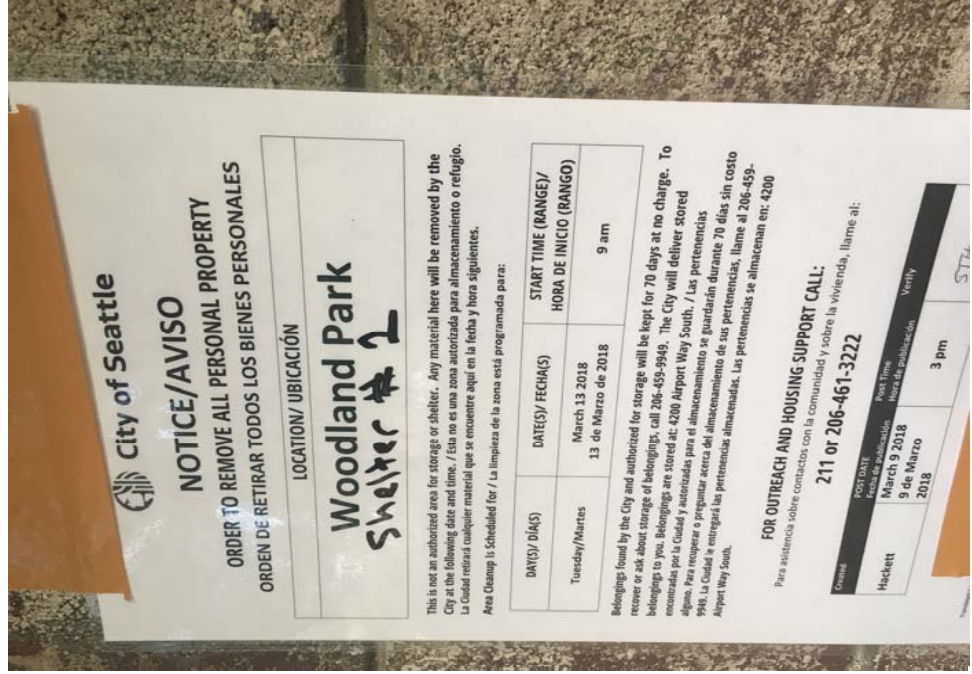 City of Seattle
NOTICE/AVISO
ORDER TO REMOVE ALL PERSONAL PROPERTY
ORDEN DE RETIRAR TODOS LOS BIENES PERSONALES
LOCATION/ UBICACIÓN
Woodland Park
Shelter # 2
This is not an authorized area for storage or shelter. Any material here will be removed by the
City at the following date and time. / Esta no es una zona autorizada para almacenamiento o refugio.
La Ciudad retirará cualquier material que se encuentre aquí en la fecha y hora siguientes.
Area Cleanup Is Scheduled for / La limpieza de la zona está programada para:
DAY(S)/ DÍA(S) DATE(S)/ FECHA(S) START TIME (RANGE)/
HORA DE INICIO (RANGO)
Tuesday/Martes March 13 2018 9 am
13 de Marzo de 2018
Belongings found by the City and authorized for storage will be kept for 70 days at no charge. To
recover or ask about storage of belongings, call 206-459-9949. The City will deliver stored
belongings to you. Belongings are stored at: 4200 Airport Way South. / Las pertenencias
encontradas por la Ciudad y autorizadas para el almacenamiento se guardarán durante 70 días sin costo
alguno. Para recuperar o preguntar acerca del almacenamiento de sus pertenencias, llame al 206-459-
9949. La Ciudad le entregará las pertenencias almacenadas. Las pertenencias se almacenan en: 4200
Airport Way South.
FOR OUTREACH AND HOUSING SUPPORT CALL:
Para asistencia sobre contactos con la comunidad y sobre la vivienda, llame al:
211 or 206-461-3222
Created POST DATE Post Time Verify
Fecha de publicación Hora de publicación
Hackett March 9 2018 3 pm
9 de Marzo
2018